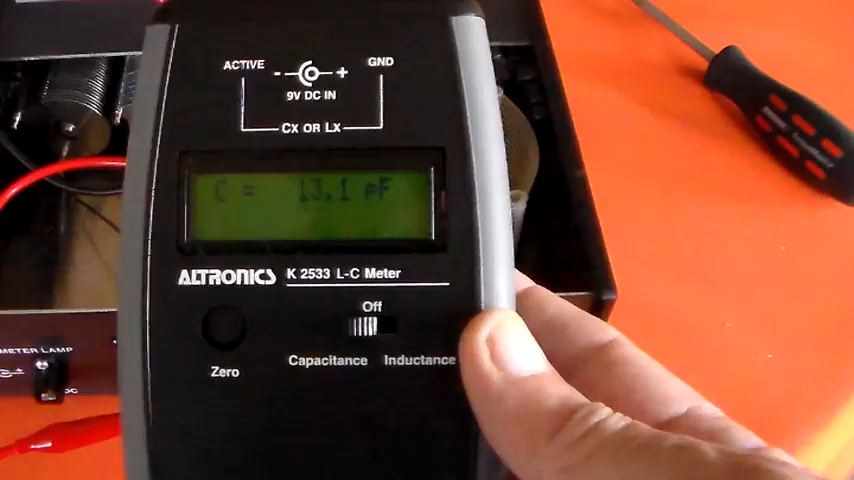 ACTIVE - + GND
9V DC IN
Cx OR Lx
C = 13.1 pF
ALTRONICS K 2533 L-C Meter
Off
Zero
Capacitance Inductance
METER LAMP
DC